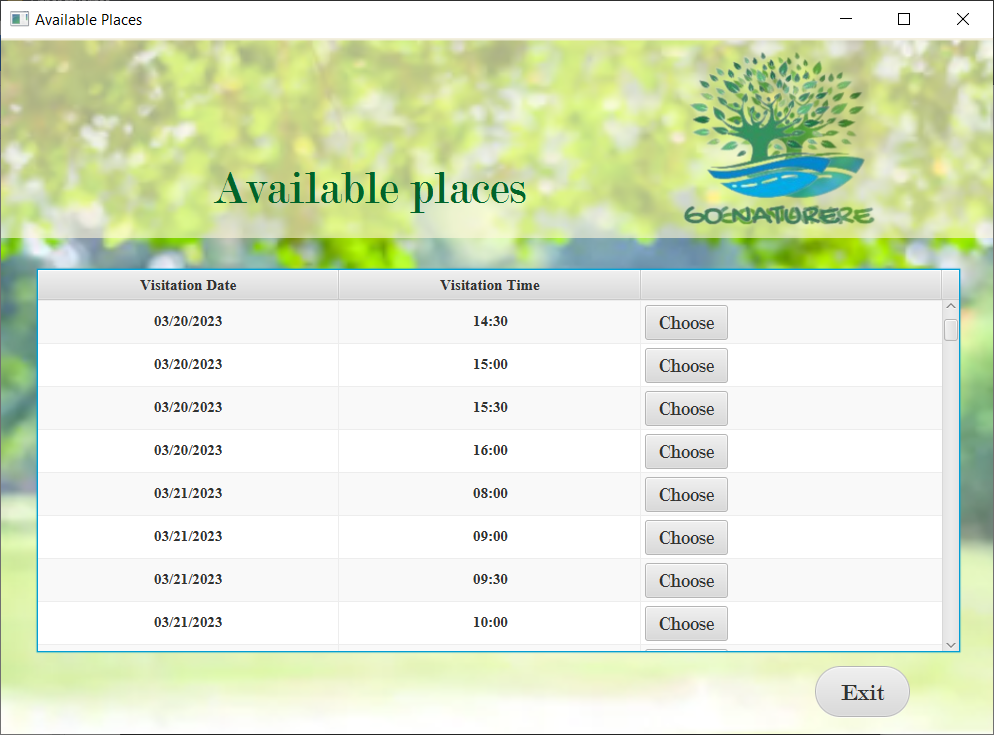 Available Places
Available places
GOENATURERE
Visitation Date Visitation Time
03/20/2023 14:30 Choose
03/20/2023 15:00 Choose
03/20/2023 15:30 Choose
03/20/2023 16:00 Choose
03/21/2023 08:00 Choose
03/21/2023 09:00 Choose
03/21/2023 09:30 Choose
03/21/2023 10:00 Choose
Exit